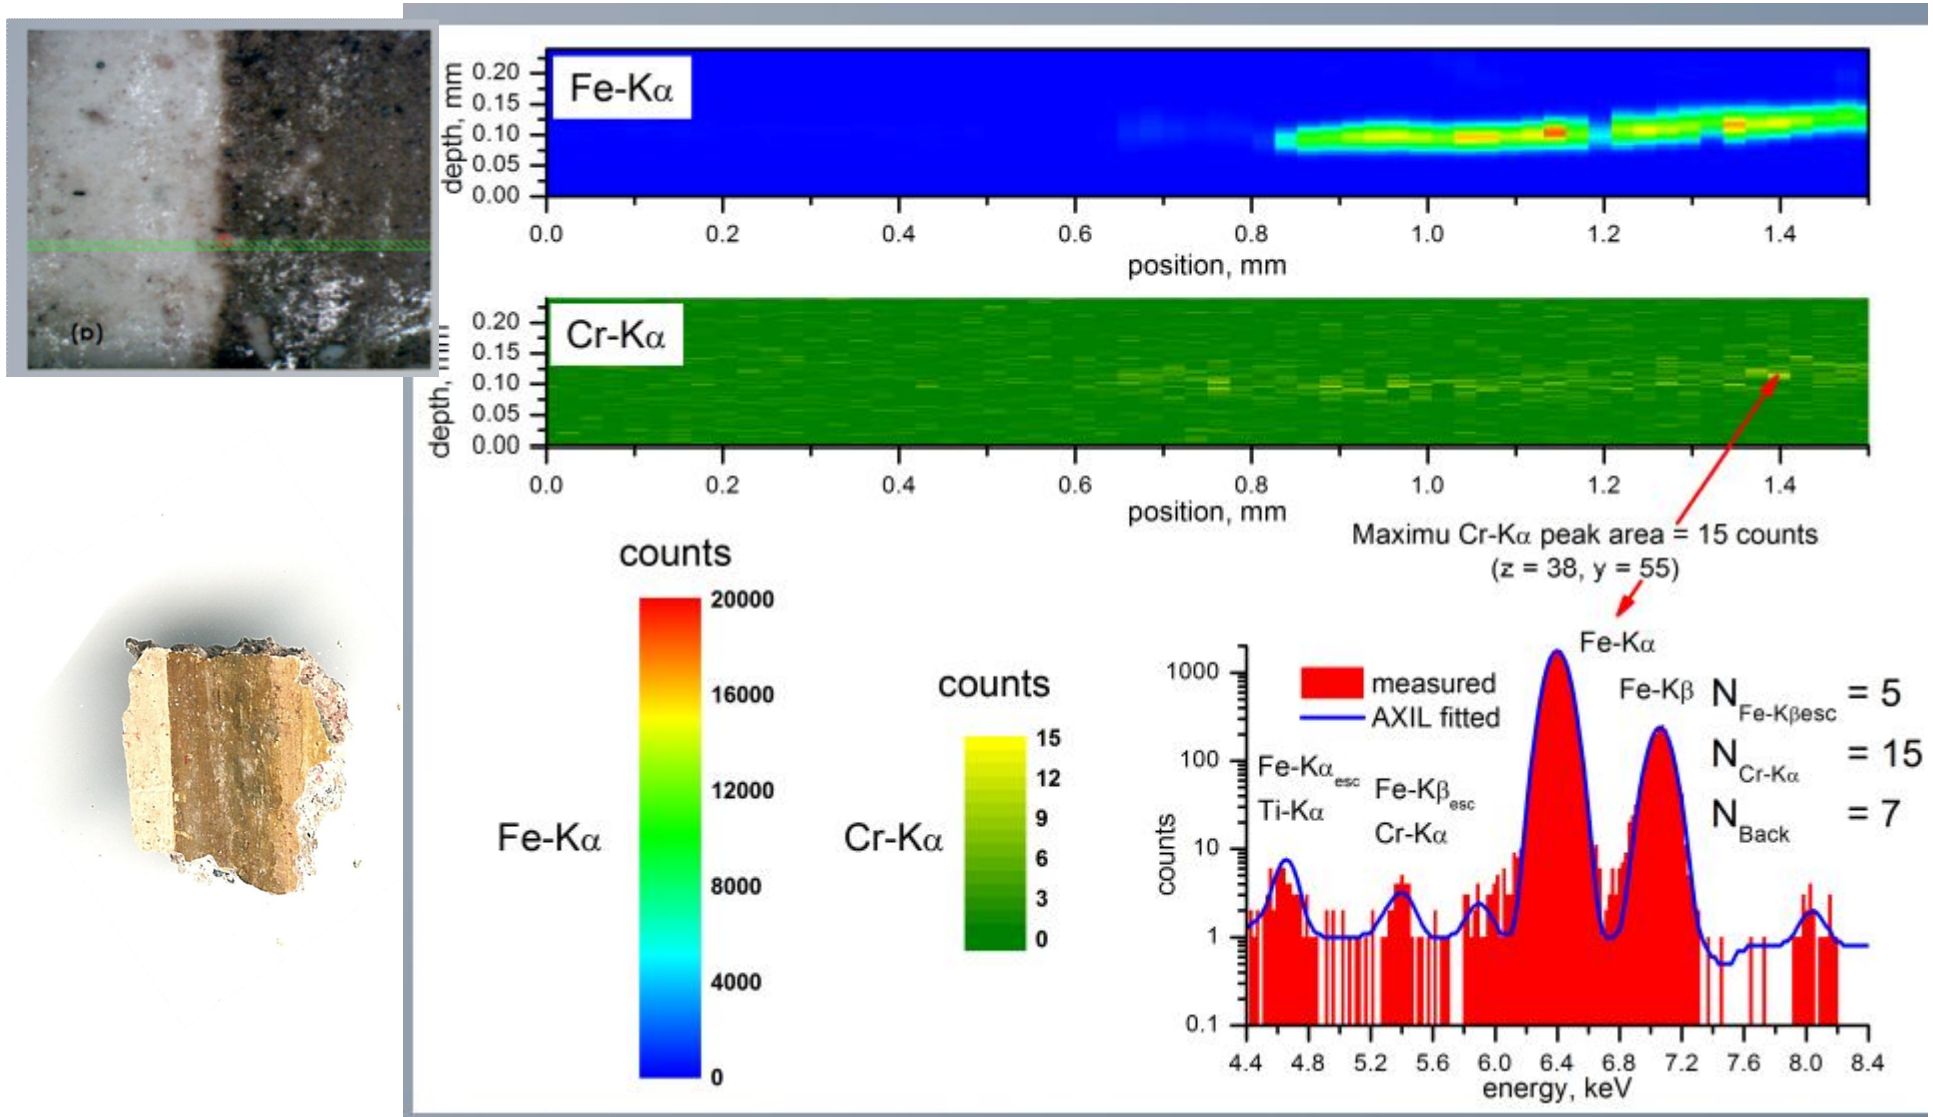 (b)
Fe-Kα
depth, mm
0.20
0.15
0.10
0.05
0.00
0.0 0.2 0.4 0.6 0.8 1.0 1.2 1.4
position, mm
Cr-Kα
depth,
0.20
0.15
0.10
0.05
0.00
0.0 0.2 0.4 0.6 0.8 1.0 1.2 1.4
position, mm
Maximu Cr-Kα peak area = 15 counts
(z = 38, y = 55)
counts
Fe-Kα
20000
16000
12000
8000
4000
0
counts
Cr-Kα
15
12
9
6
3
0
Fe-Kα
measured
AXIL fitted
Fe-Kβ
N Fe-Kβesc = 5
N Cr-Kα = 15
N Back = 7
Fe-Kα esc
Ti-Kα
Fe-Kβ esc
Cr-Kα
counts
1000
100
10
1
0.1
4.4 4.8 5.2 5.6 6.0 6.4 6.8 7.2 7.6 8.0 8.4
energy, keV